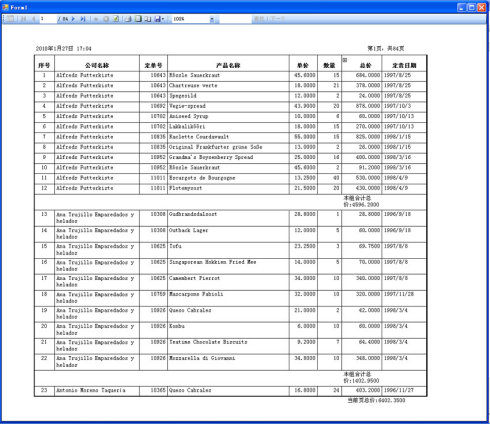 Form1
1 / 84 100% 查找 | 下一个
2010年1月27日 17:04 第1页，共84页
序号 公司名称 定单号 产品名称 单价 数量 总价 定货日期
1 Alfreds Futterkiste 10643 Rössle Sauerkraut 45.6000 15 684.0000 1997/8/25
2 Alfreds Futterkiste 10643 Chartreuse verte 18.0000 21 378.0000 1997/8/25
3 Alfreds Futterkiste 10643 Spegesild 12.0000 2 24.0000 1997/8/25
4 Alfreds Futterkiste 10692 Vegie-spread 43.9000 20 878.0000 1997/10/3
5 Alfreds Futterkiste 10702 Aniseed Syrup 10.0000 6 60.0000 1997/10/13
6 Alfreds Futterkiste 10702 Lakkalikööri 18.0000 15 270.0000 1997/10/13
7 Alfreds Futterkiste 10835 Raclette Courdavault 55.0000 15 825.0000 1998/1/15
8 Alfreds Futterkiste 10835 Original Frankfurter grüne Soße 13.0000 2 26.0000 1998/1/15
9 Alfreds Futterkiste 10952 Grandma's Boysenberry Spread 25.0000 16 400.0000 1998/3/16
10 Alfreds Futterkiste 10952 Rössle Sauerkraut 45.6000 2 91.2000 1998/3/16
11 Alfreds Futterkiste 11011 Escargots de Bourgogne 13.2500 40 530.0000 1998/4/9
12 Alfreds Futterkiste 11011 Flotemysost 21.5000 20 430.0000 1998/4/9
本组合计总
价:4596.2000
13 Ana Trujillo Emparedados y 10308 Gudbrandsdalsost 28.8000 1 28.8000 1996/9/18
helados
14 Ana Trujillo Emparedados y 10308 Outback Lager 12.0000 5 60.0000 1996/9/18
helados
15 Ana Trujillo Emparedados y 10625 Tofu 23.2500 3 69.7500 1997/8/8
helados
16 Ana Trujillo Emparedados y 10625 Singaporean Hokkien Fried Mee 14.0000 5 70.0000 1997/8/8
helados
17 Ana Trujillo Emparedados y 10625 Camembert Pierrot 34.0000 10 340.0000 1997/8/8
helados
18 Ana Trujillo Emparedados y 10759 Mascarpone Fabioli 32.0000 10 320.0000 1997/11/28
helados
19 Ana Trujillo Emparedados y 10926 Queso Cabrales 21.0000 2 42.0000 1998/3/4
helados
20 Ana Trujillo Emparedados y 10926 Konbu 6.0000 10 60.0000 1998/3/4
helados
21 Ana Trujillo Emparedados y 10926 Teatime Chocolate Biscuits 9.2000 7 64.4000 1998/3/4
helados
22 Ana Trujillo Emparedados y 10926 Mozzarella di Giovanni 34.8000 10 348.0000 1998/3/4
helados
本组合计总
价:1402.9500
23 Antonio Moreno Taquería 10365 Queso Cabrales 16.8000 24 403.2000 1996/11/27
当前页总价:6402.3500